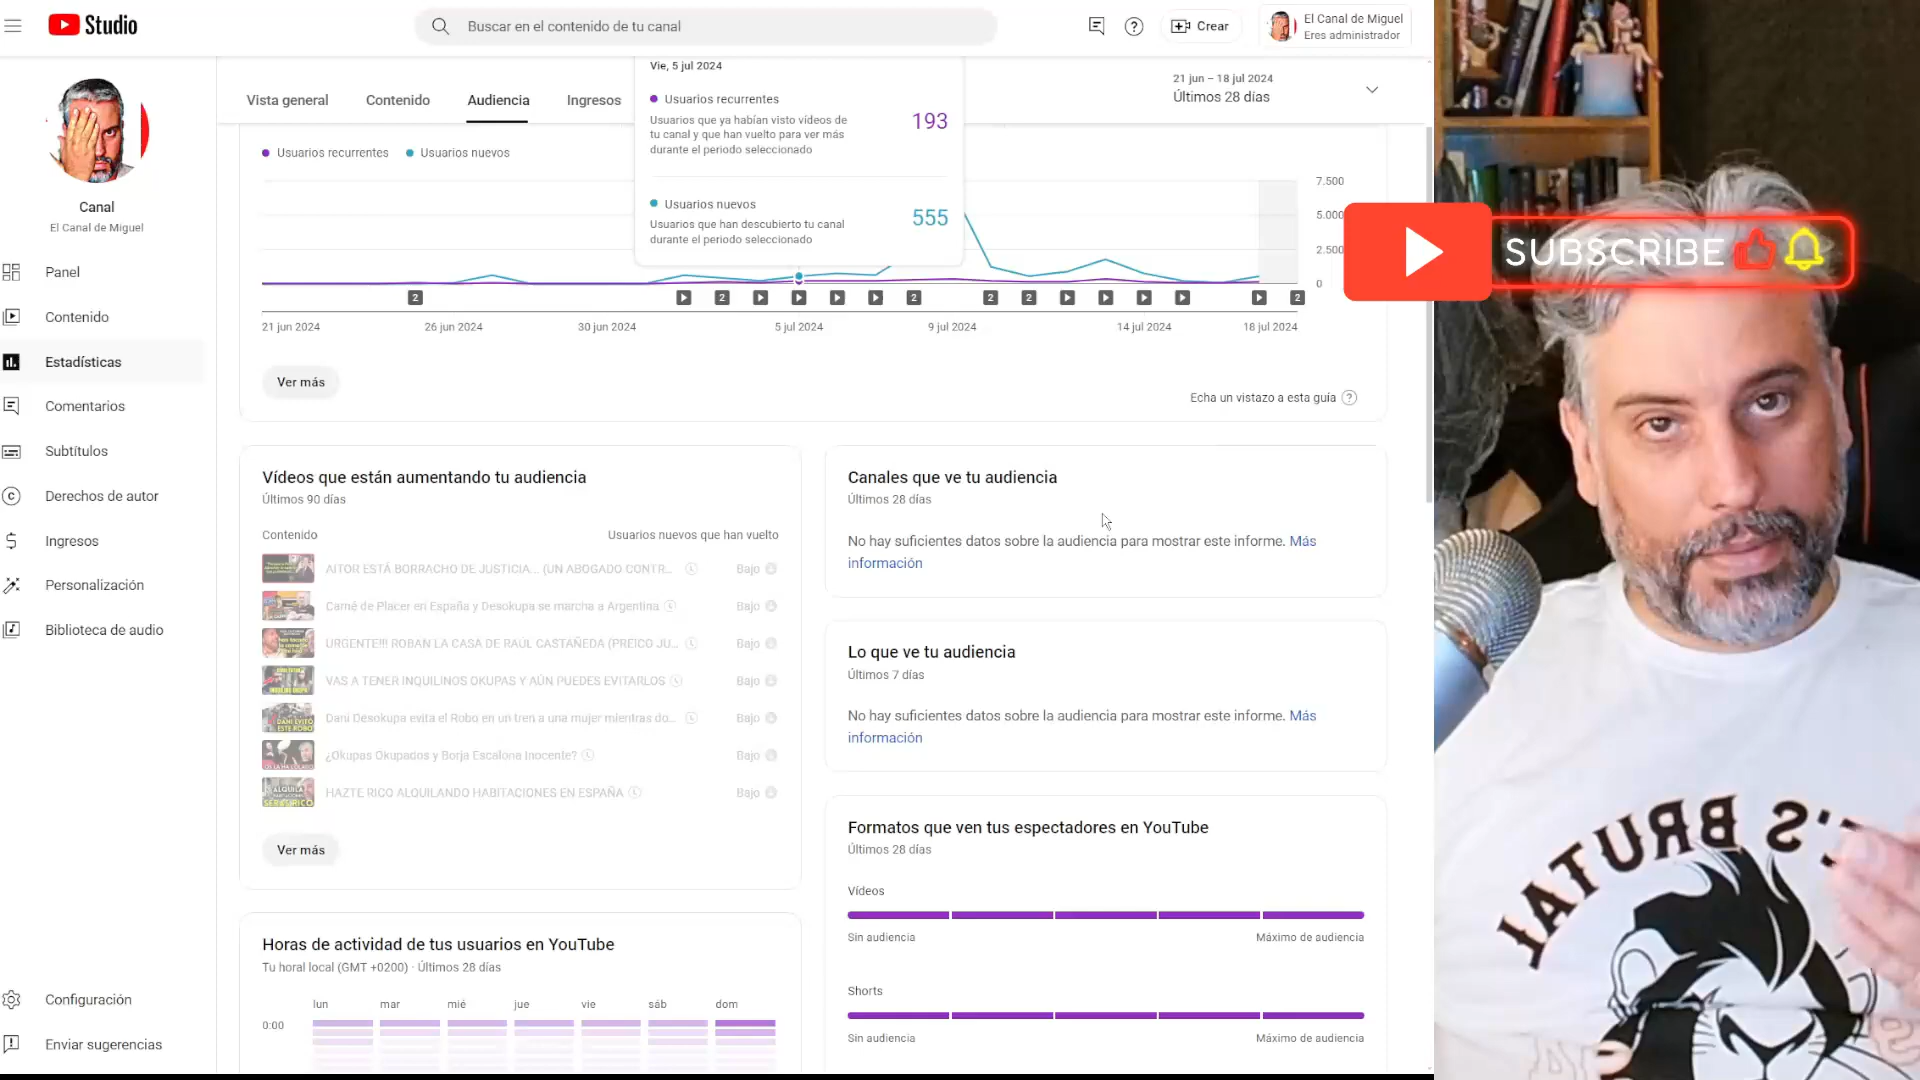 Studio
Buscar en el contenido de tu canal
Crear
El Canal de Miguel
Eres administrador
Canal
El Canal de Miguel
Panel
Contenido
Estadísticas
Comentarios
Subtítulos
Derechos de autor
Ingresos
Personalización
Biblioteca de audio
Configuración
Enviar sugerencias
Vista general
Contenido
Audiencia
Ingresos
21 jun – 18 jul 2024
Últimos 28 días
Vie, 5 jul 2024
Usuarios recurrentes
193
Usuarios que ya habían visto vídeos de
tu canal y que han vuelto para ver más
durante el periodo seleccionado
Usuarios nuevos
555
Usuarios que han descubierto tu canal
durante el periodo seleccionado
Usuarios recurrentes
Usuarios nuevos
7.500
5.000
2.500
0
2
2
2
2
2
2
21 jun 2024
26 jun 2024
30 jun 2024
5 jul 2024
9 jul 2024
14 jul 2024
18 jul 2024
Ver más
Echa un vistazo a esta guía
Vídeos que están aumentando tu audiencia
Últimos 90 días
Contenido
Usuarios nuevos que han vuelto
AITOR ESTÁ BORRACHO DE JUSTICIA... (UN ABOGADO CONTR...
Bajo
Carné de Placer en España y Desokupa se marcha a Argentina
Bajo
URGENTE!!! ROBAN LA CASA DE RAÚL CASTAÑEDA (PREICO JU...
Bajo
VAS A TENER INQUILINOS OKUPAS Y AÚN PUEDES EVITARLOS
Bajo
Dani Desokupa evita el Robo en un tren a una mujer mientras do...
Bajo
¿Okupas Okupados y Borja Escalona Inocente?
Bajo
HAZTE RICO ALQUILANDO HABITACIONES EN ESPAÑA
Bajo
Ver más
Horas de actividad de tus usuarios en YouTube
Tu horal local (GMT +0200) · Últimos 28 días
lun
mar
mié
jue
vie
sáb
dom
0:00
Canales que ve tu audiencia
Últimos 28 días
No hay suficientes datos sobre la audiencia para mostrar este informe. Más
información
Lo que ve tu audiencia
Últimos 7 días
No hay suficientes datos sobre la audiencia para mostrar este informe. Más
información
Formatos que ven tus espectadores en YouTube
Últimos 28 días
Vídeos
Sin audiencia
Máximo de audiencia
Shorts
Sin audiencia
Máximo de audiencia
SUBSCRIBE
'S BRUTAL